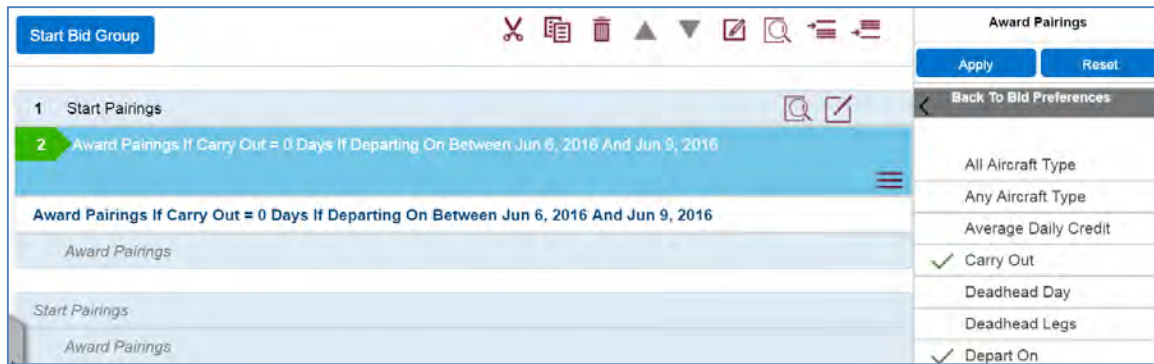 Start Bid Group
1 Start Pairings
2 Award Pairings If Carry Out = 0 Days If Departing On Between Jun 6, 2016 And Jun 9, 2016
Award Pairings If Carry Out = 0 Days If Departing On Between Jun 6, 2016 And Jun 9, 2016
Award Pairings
Start Pairings
Award Pairings
Award Pairings
Apply Reset
Back To Bid Preferences
All Aircraft Type
Any Aircraft Type
Average Daily Credit
Carry Out
Deadhead Day
Deadhead Legs
Depart On